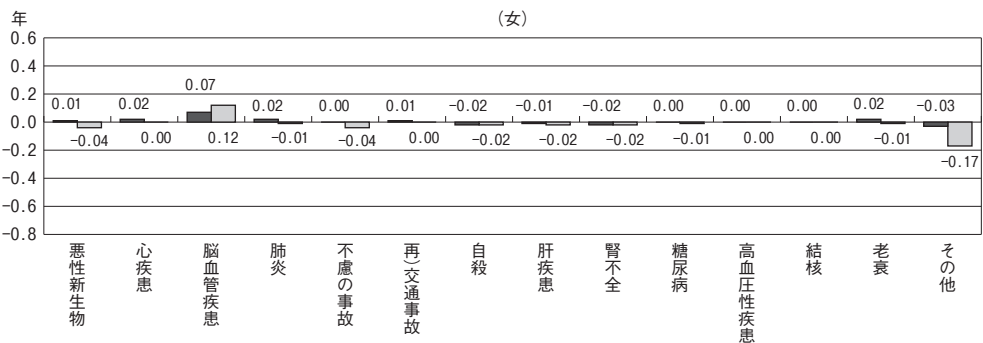 年
(女)
0.6
0.4
0.2
0.0
-0.2
-0.4
-0.6
-0.8
0.01 0.02 0.07 0.02 0.00 0.01 -0.02 -0.01 -0.02 0.00 0.00 0.00 0.02 -0.03
-0.04 0.00 0.12 -0.01 -0.04 0.00 -0.02 -0.02 -0.02 -0.01 0.00 0.00 -0.01 -0.17
悪性新生物
心疾患
脳血管疾患
肺炎
不慮の事故
再)交通事故
自殺
肝疾患
腎不全
糖尿病
高血圧性疾患
結核
老衰
その他